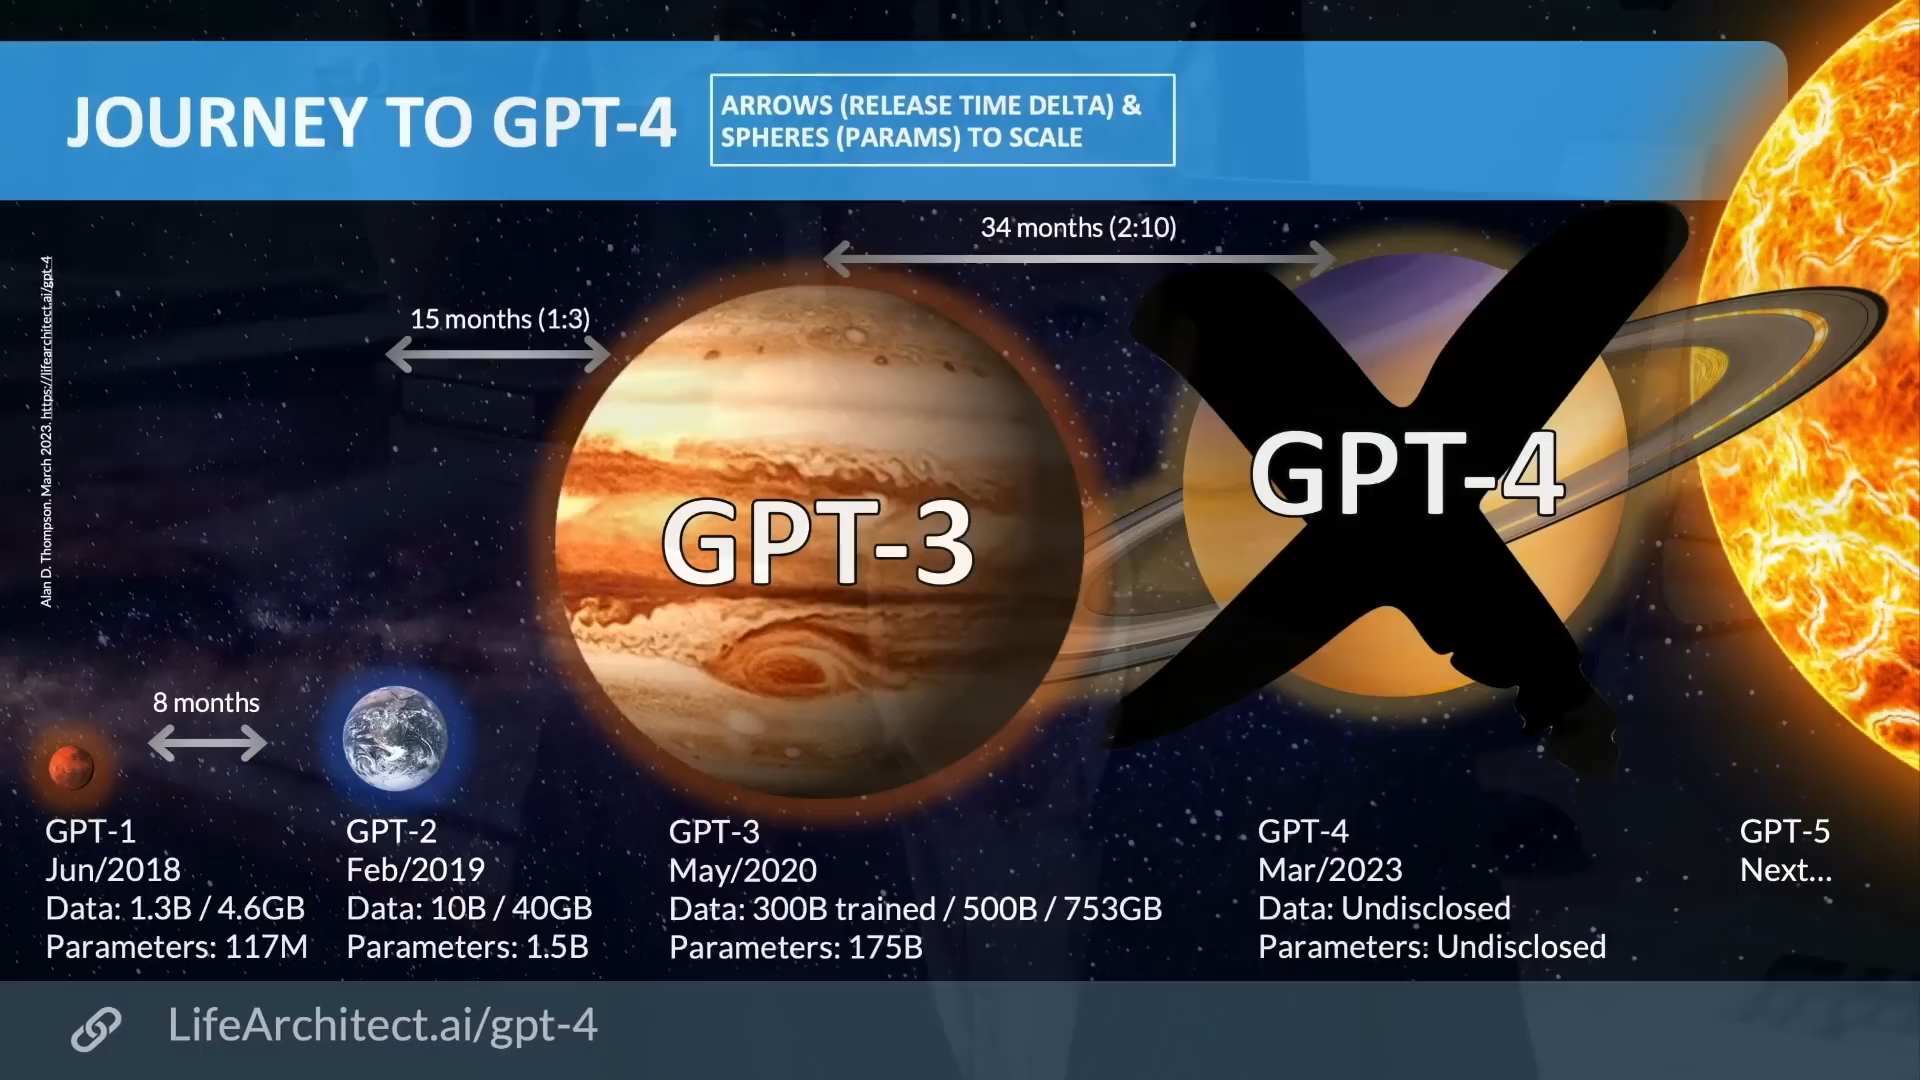 JOURNEY TO GPT-4
ARROWS (RELEASE TIME DELTA) &
SPHERES (PARAMS) TO SCALE
34 months (2:10)
15 months (1:3)
8 months
Alan D. Thompson. March 2023. https://lifearchitect.ai/gpt-4
GPT-3
GPT-4
GPT-1
Jun/2018
Data: 1.3B / 4.6GB
Parameters: 117M
GPT-2
Feb/2019
Data: 10B / 40GB
Parameters: 1.5B
GPT-3
May/2020
Data: 300B trained / 500B / 753GB
Parameters: 175B
GPT-4
Mar/2023
Data: Undisclosed
Parameters: Undisclosed
GPT-5
Next...
LifeArchitect.ai/gpt-4